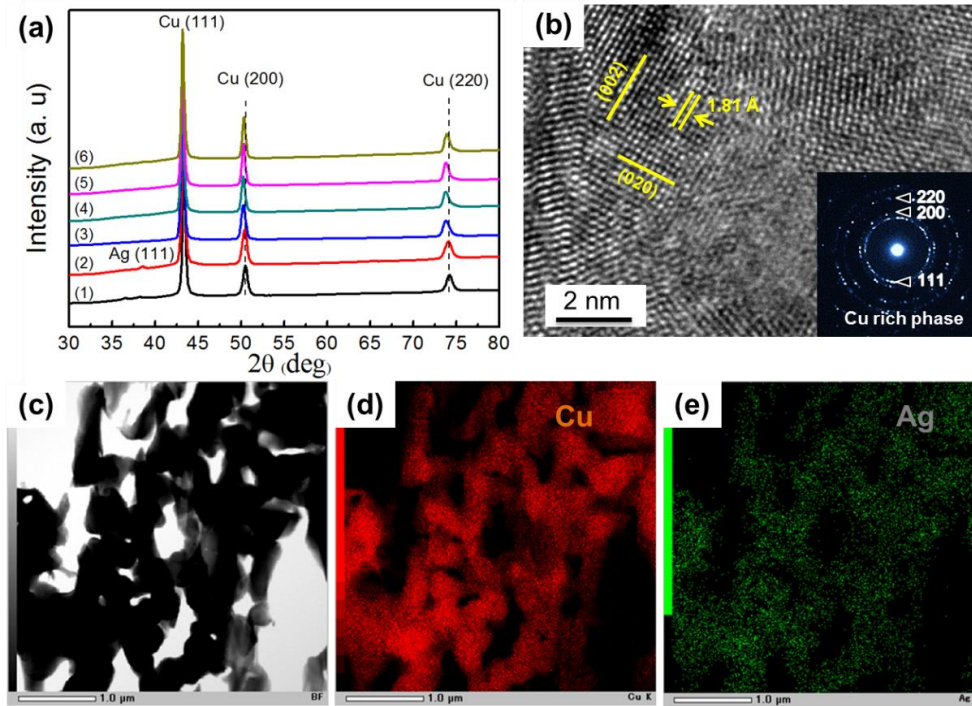 (a)
Cu (111)
Cu (200)
Cu (220)
(6)
(5)
(4)
(3)
Ag (111)
(2)
(1)
Intensity (a. u)
30 35 40 45 50 55 60 65 70 75 80
2θ (deg)
(b)
(002)
1.81 Å
(020)
2 nm
220
200
111
Cu rich phase
(c)
1.0 µm
BF
(d)
Cu
1.0 µm
Cu K
(e)
Ag
1.0 µm
Ag